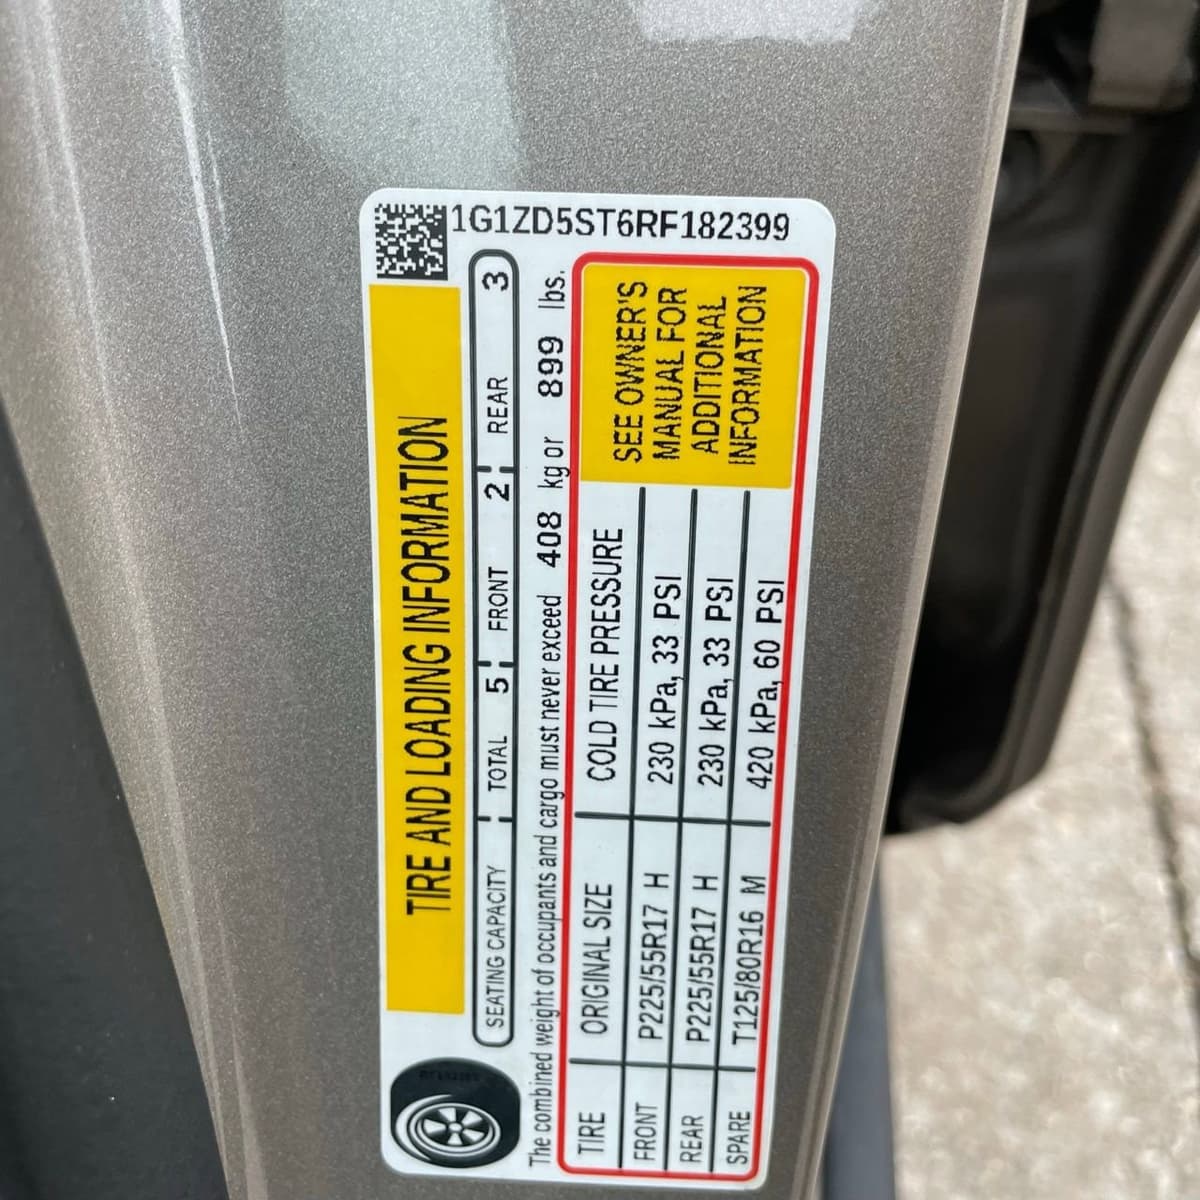 1G1ZD5ST6RF182399
TIRE AND LOADING INFORMATION
SEATING CAPACITY TOTAL 5 FRONT 2 REAR 3
The combined weight of occupants and cargo must never exceed 408 kg or 899 lbs.
TIRE ORIGINAL SIZE COLD TIRE PRESSURE
FRONT P225/55R17 H 230 kPa, 33 PSI
REAR P225/55R17 H 230 kPa, 33 PSI
SPARE T125/80R16 M 420 kPa, 60 PSI
SEE OWNER'S
MANUAL FOR
ADDITIONAL
INFORMATION